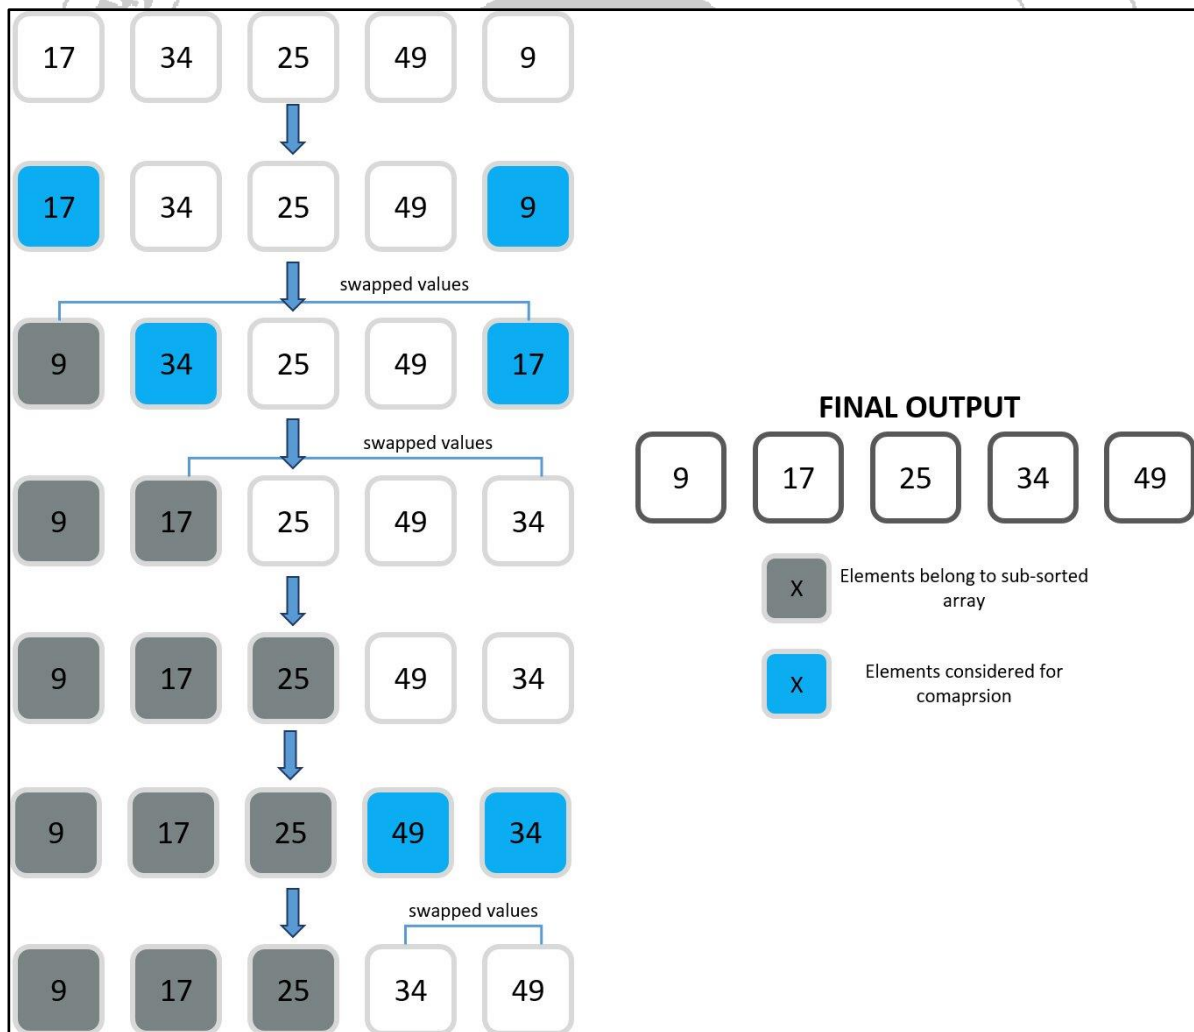 17 34 25 49 9
17 34 25 49 9
swapped values
9 34 25 49 17
swapped values
9 17 25 49 34
9 17 25 49 34
9 17 25 49 34
swapped values
9 17 25 34 49
FINAL OUTPUT
9 17 25 34 49
X
Elements belong to sub-sorted
array
X
Elements considered for
comaprsion